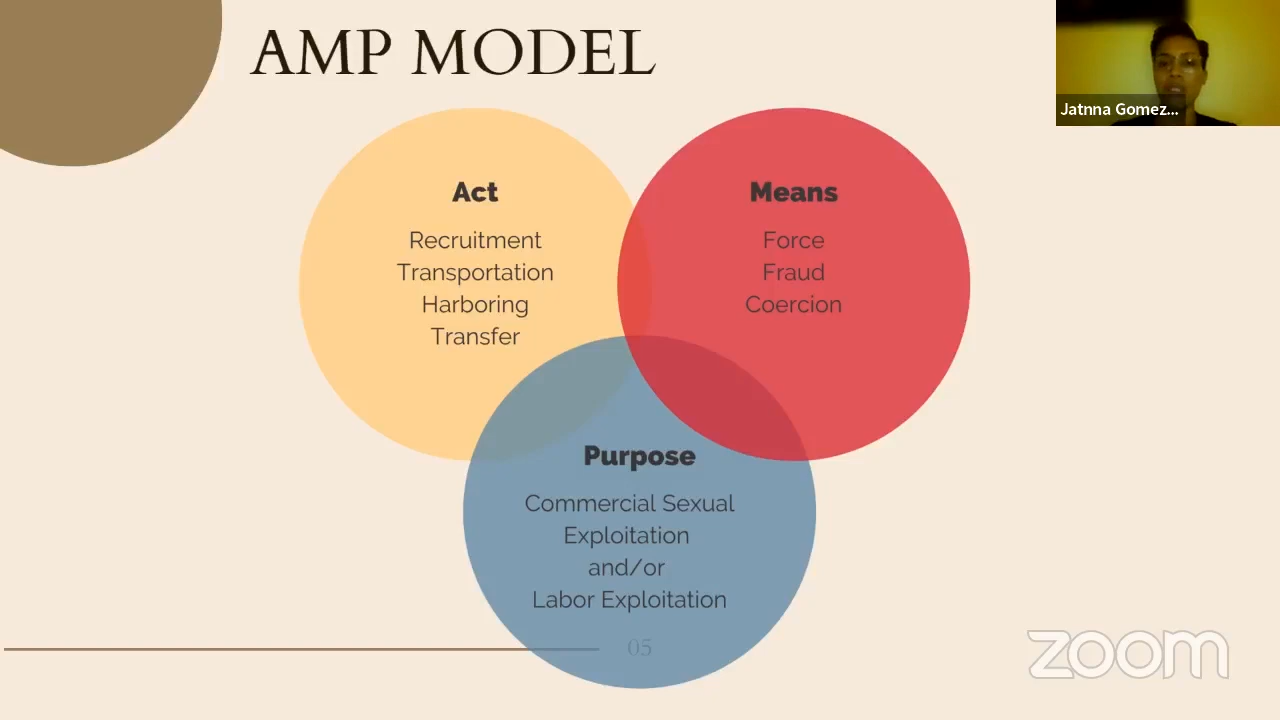 AMP MODEL
Jatnna Gomez...
Act
Recruitment
Transportation
Harboring
Transfer
Means
Force
Fraud
Coercion
Purpose
Commercial Sexual
Exploitation
and/or
Labor Exploitation
05
zoom